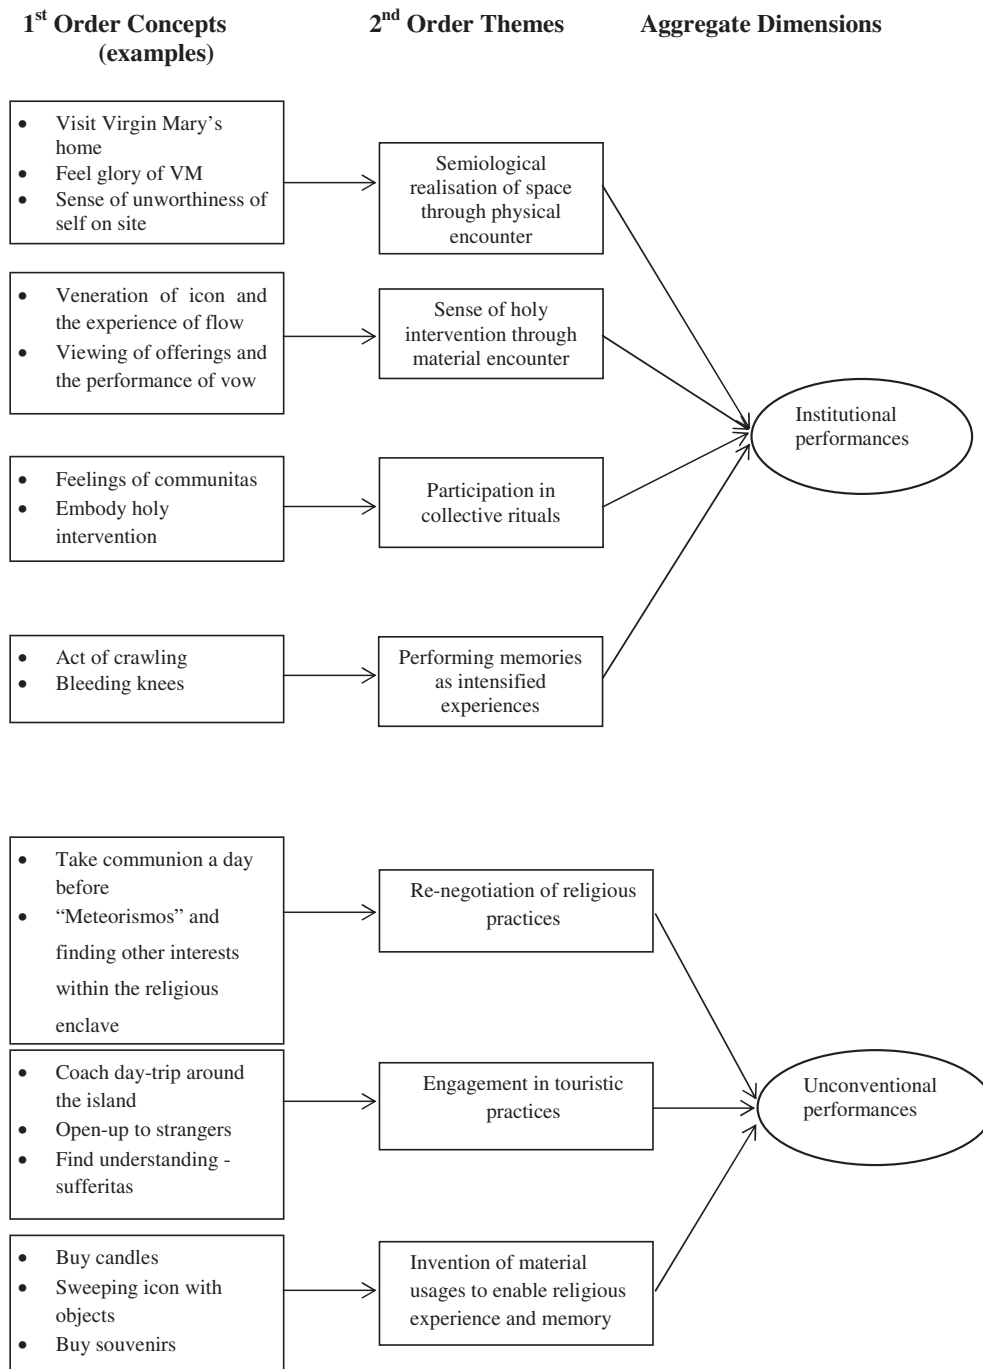 1st Order Concepts
(examples)
2nd Order Themes
Aggregate Dimensions
• Visit Virgin Mary’s
home
• Feel glory of VM
• Sense of unworthiness of
self on site
Semiological
realisation of space
through physical
encounter
• Veneration of icon and
the experience of flow
• Viewing of offerings and
the performance of vow
Sense of holy
intervention through
material encounter
Institutional
performances
• Feelings of communitas
• Embody holy
intervention
Participation in
collective rituals
• Act of crawling
• Bleeding knees
Performing memories
as intensified
experiences
• Take communion a day
before
• “Meteorismos” and
finding other interests
within the religious
enclave
Re-negotiation of religious
practices
• Coach day-trip around
the island
• Open-up to strangers
• Find understanding -
sufferitas
Engagement in touristic
practices
Unconventional
performances
• Buy candles
• Sweeping icon with
objects
• Buy souvenirs
Invention of material
usages to enable religious
experience and memory